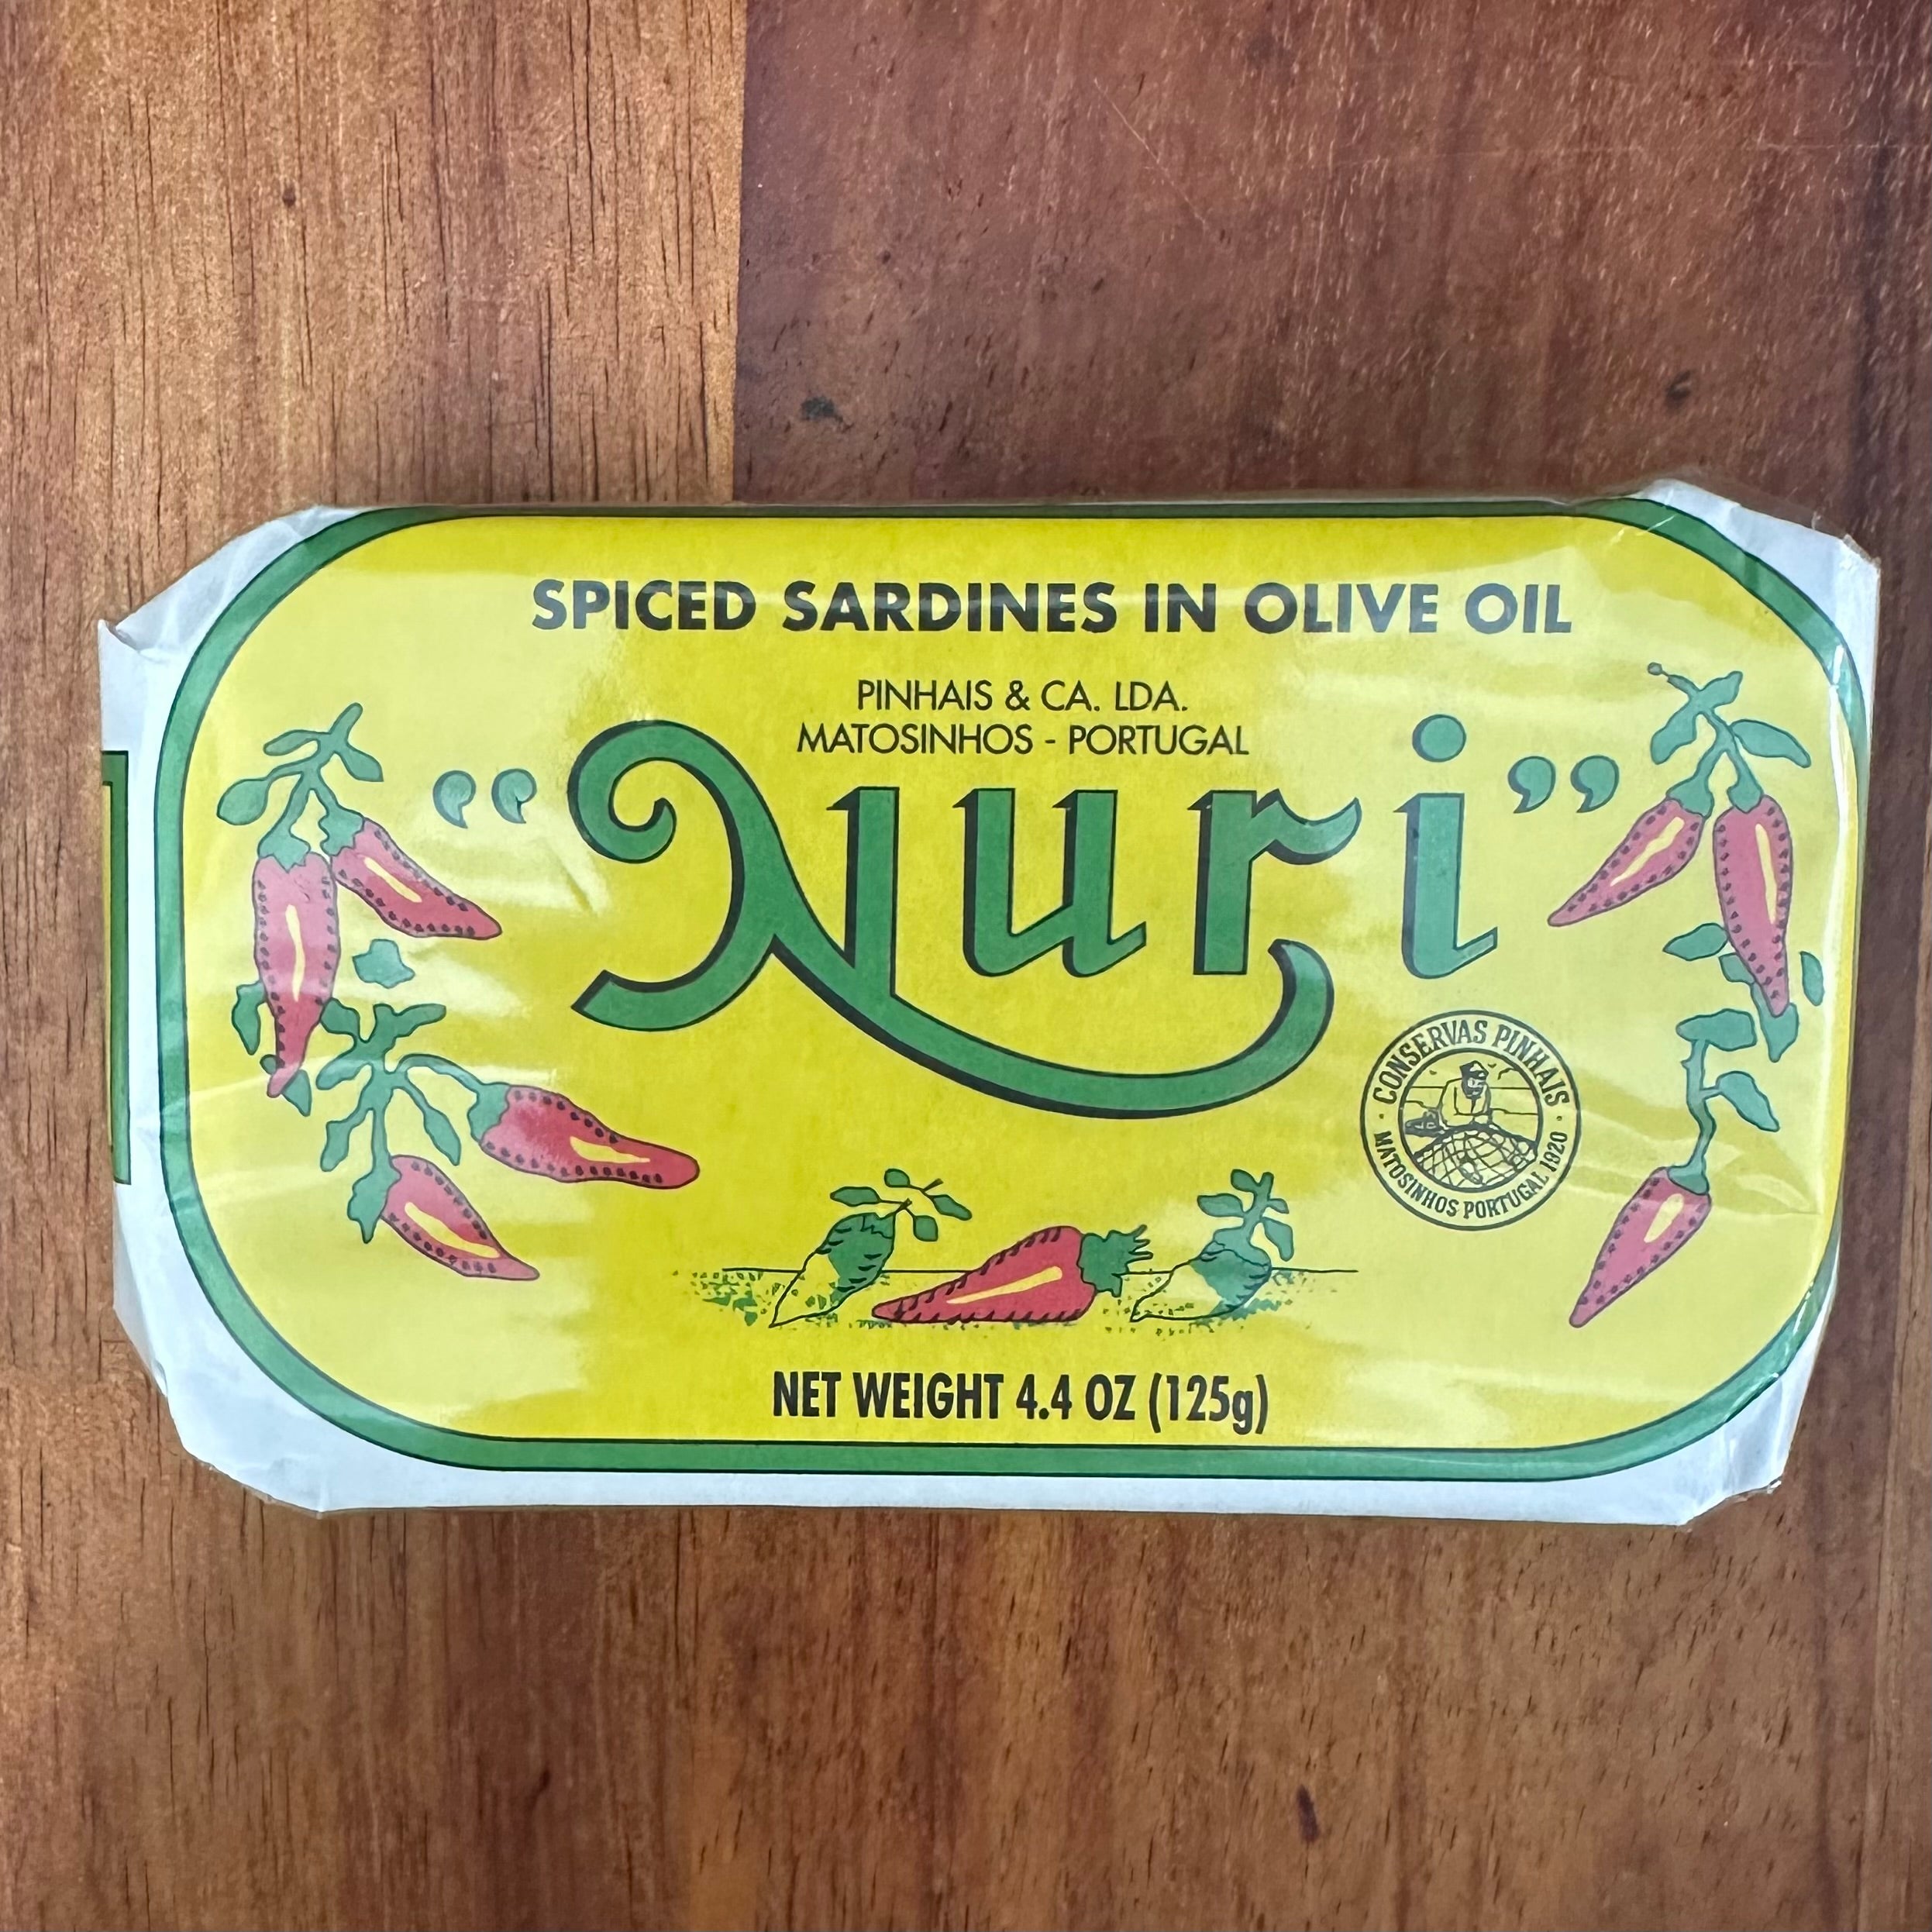 SPICED SARDINES IN OLIVE OIL
PINHAIS & CA. LDA.
MATOSINHOS - PORTUGAL
“Nuri”
CONSERVAS PINHAIS
MATOSINHOS PORTUGAL 1920
NET WEIGHT 4.4 OZ (125g)